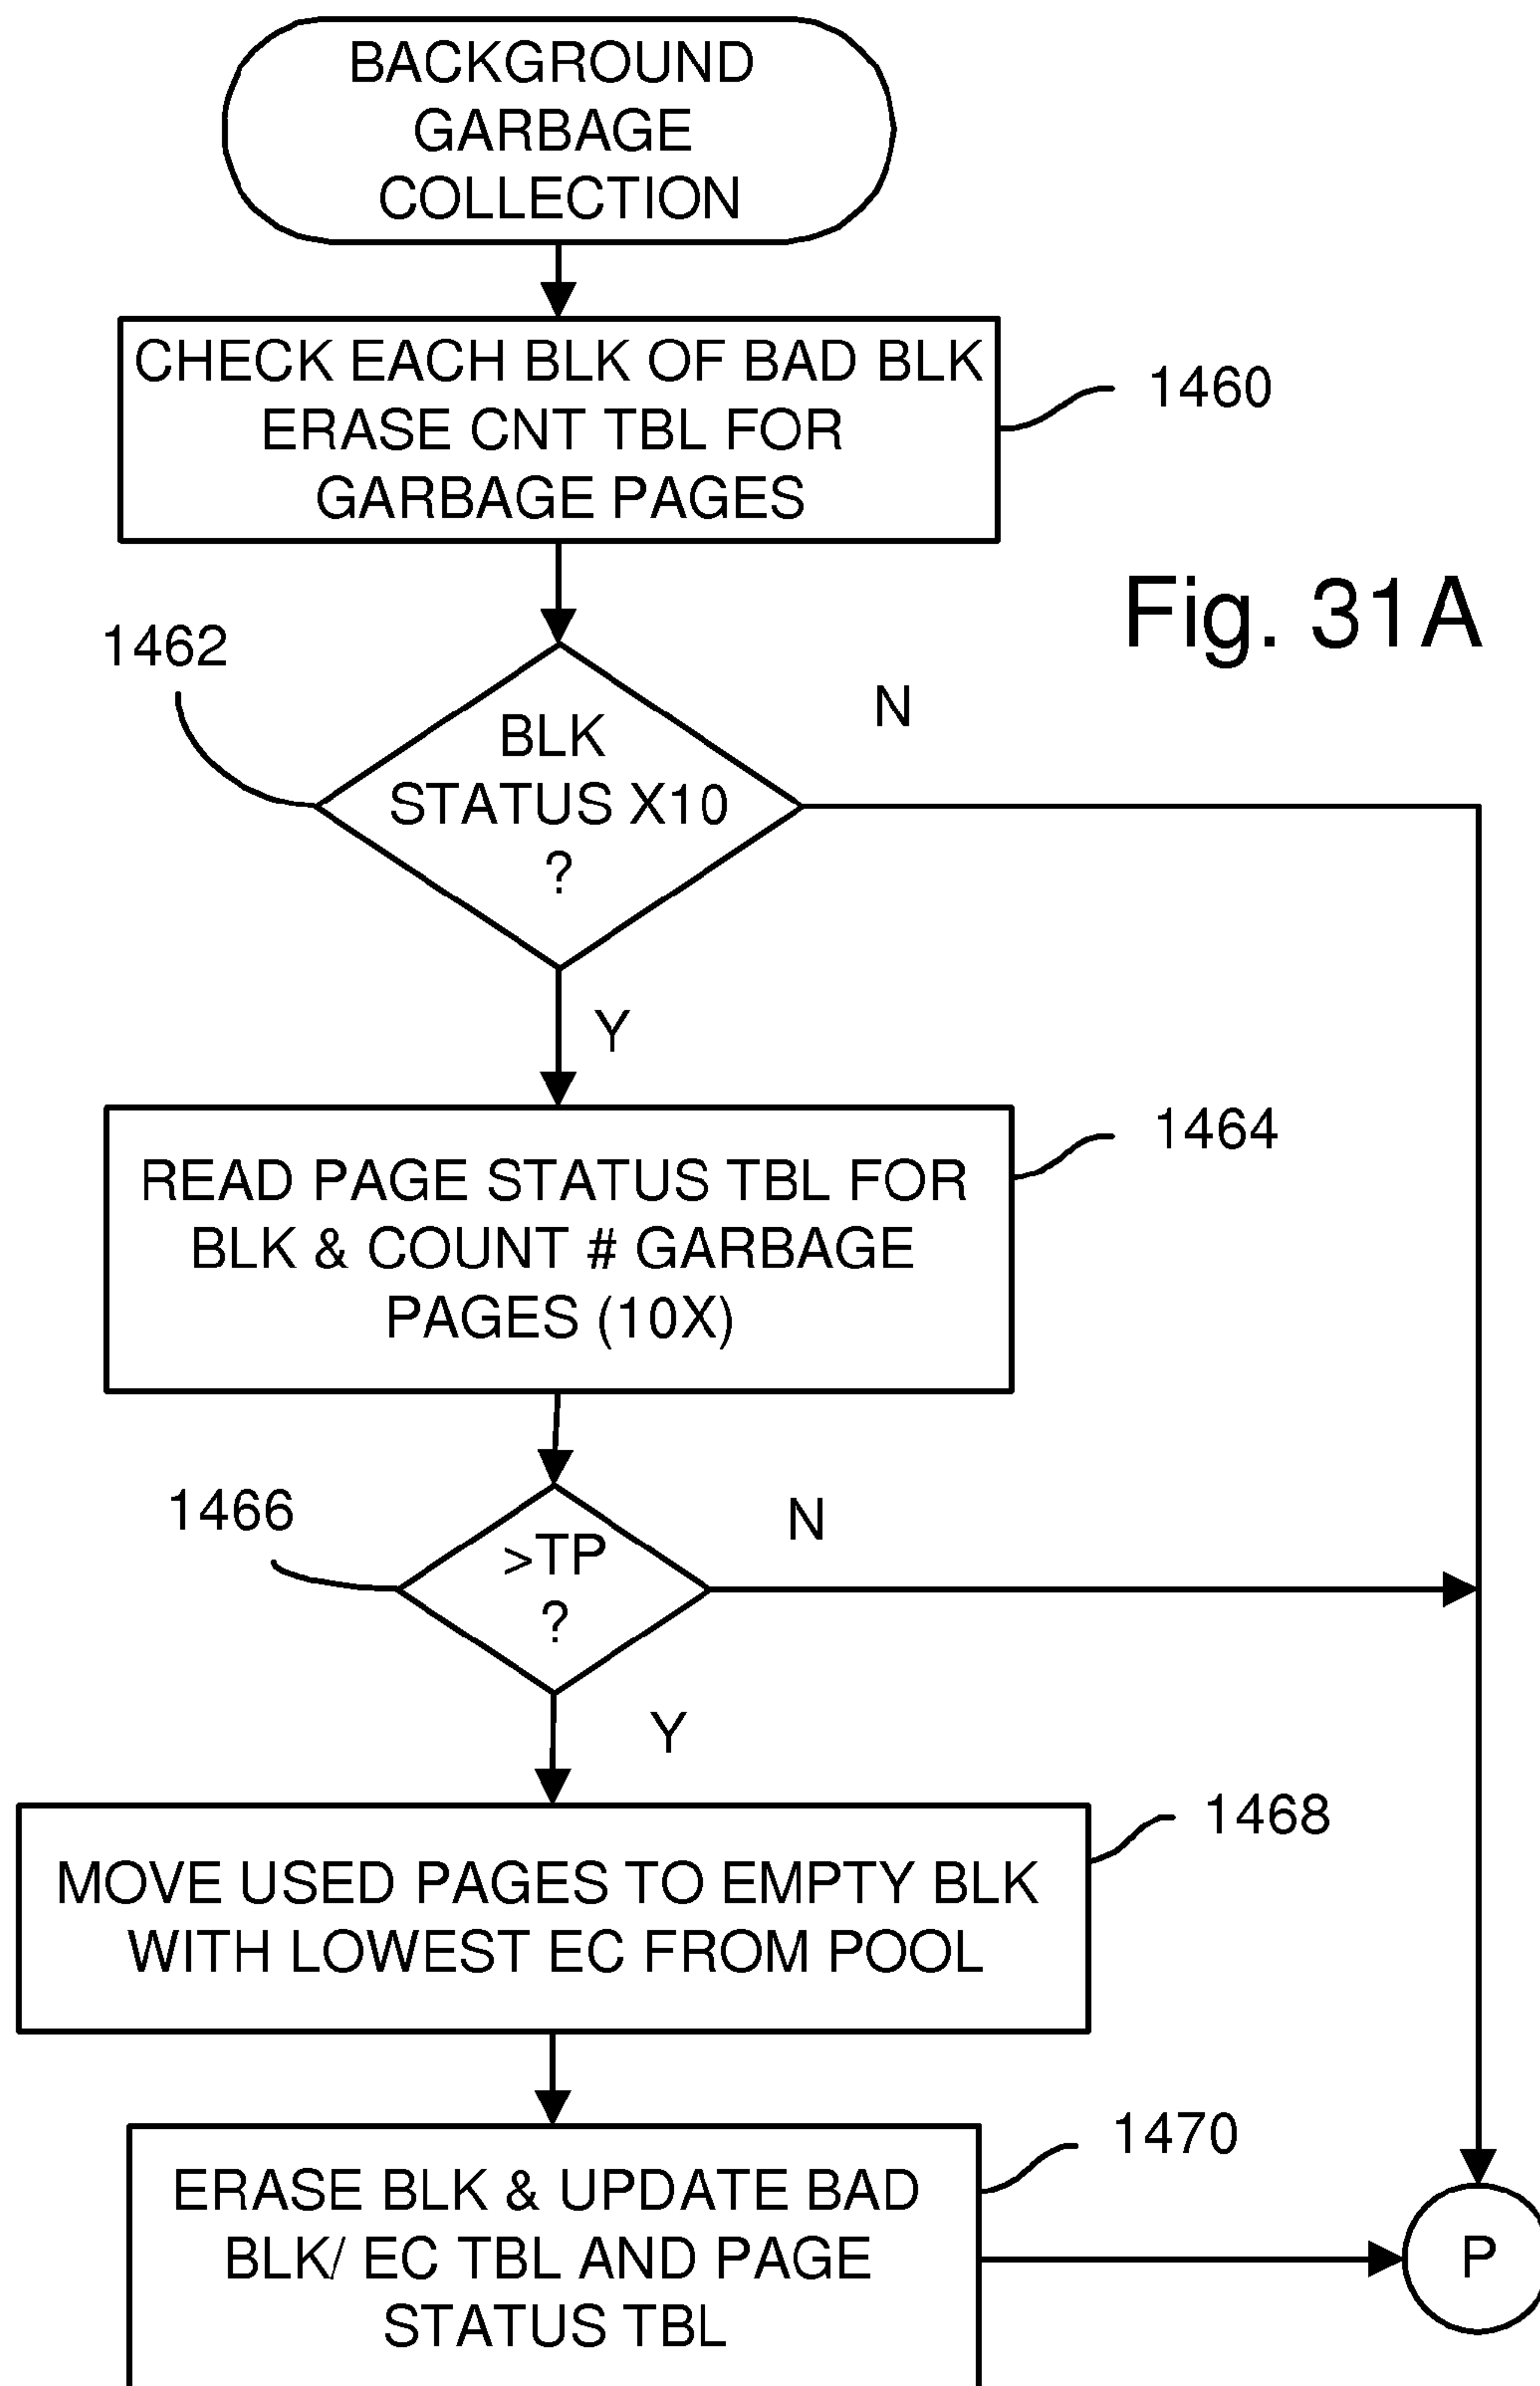 BACKGROUND
GARBAGE
COLLECTION
CHECK EACH BLK OF BAD BLK
ERASE CNT TBL FOR
GARBAGE PAGES
1460
Fig. 31A
1462
BLK
STATUS X10
?
N
Y
READ PAGE STATUS TBL FOR
BLK & COUNT # GARBAGE
PAGES (10X)
1464
1466
>TP
?
N
Y
MOVE USED PAGES TO EMPTY BLK
WITH LOWEST EC FROM POOL
1468
ERASE BLK & UPDATE BAD
BLK/ EC TBL AND PAGE
STATUS TBL
1470
P